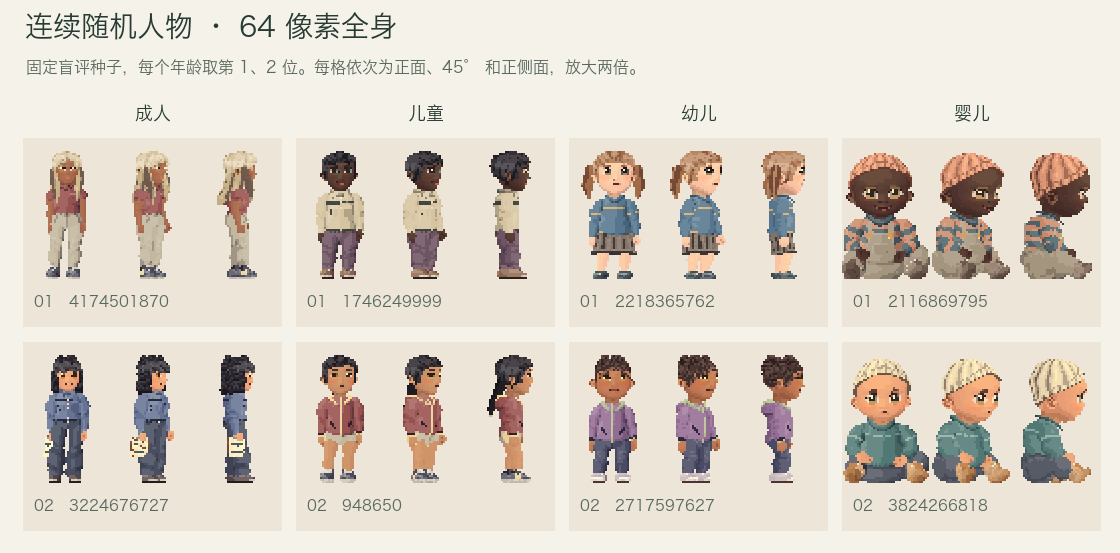 连续随机人物 · 64 像素全身
固定盲评种子，每个年龄取第 1、2 位。每格依次为正面、45° 和正侧面，放大两倍。
成人 儿童 幼儿 婴儿
01 4174501870 01 1746249999 01 2218365762 01 2116869795
02 3224676727 02 948650 02 2717597627 02 3824266818